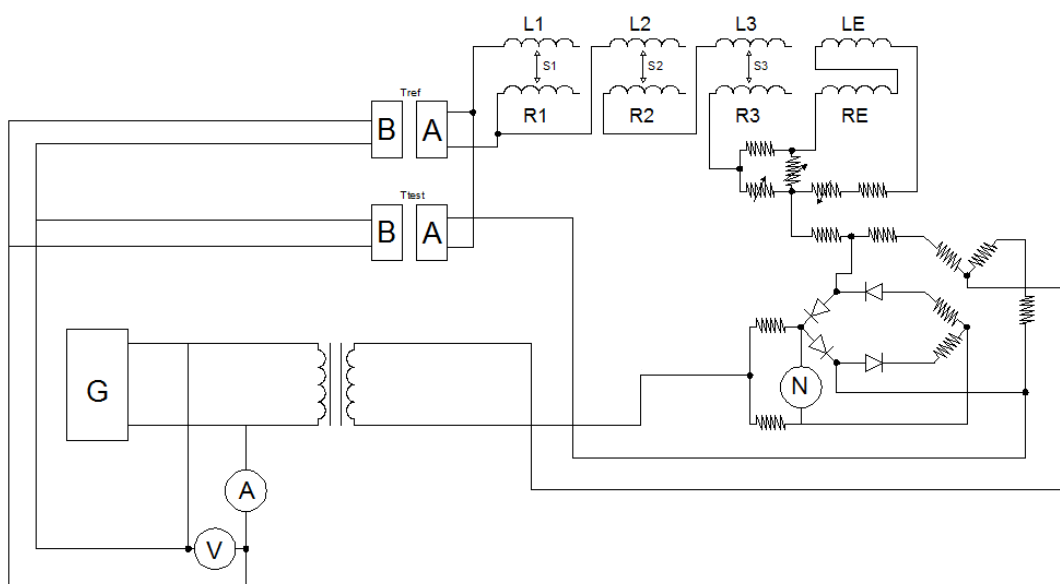 L1 L2 L3 LE
S1 S2 S3
R1 R2 R3 RE
Tref
B A
Ttest
B A
G
N
A
V